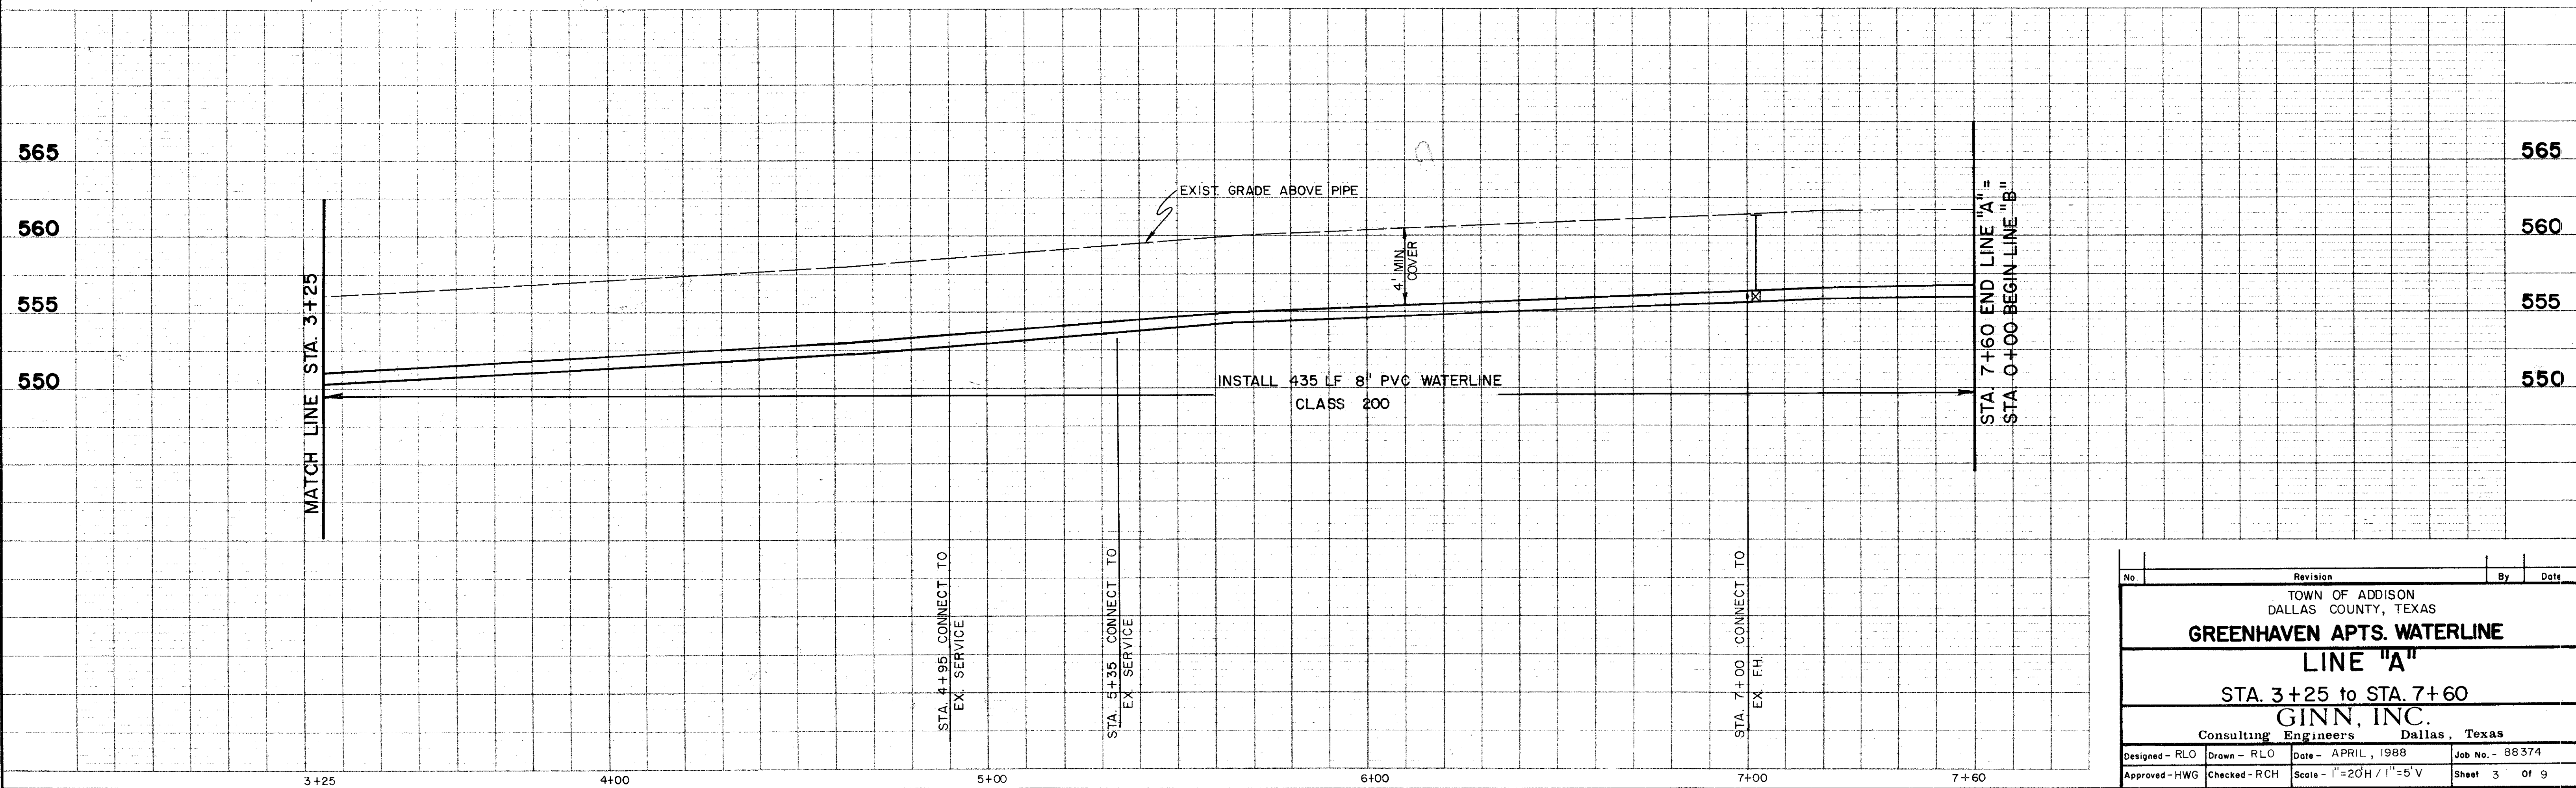 565
560
555
550
MATCH LINE STA. 3+25
EXIST. GRADE ABOVE PIPE
4' MIN.
COVER
INSTALL 435 LF 8" PVC WATERLINE
CLASS 200
STA. 4+95 CONNECT TO
EX. SERVICE
STA. 5+35 CONNECT TO
EX. SERVICE
STA. 7+00 CONNECT TO
EX. F.H.
STA. 7+60 END LINE "A" =
STA. 0+00 BEGIN LINE "B"
565
560
555
550
3+25
4+00
5+00
6+00
7+00
7+60
No. Revision By Date
TOWN OF ADDISON
DALLAS COUNTY, TEXAS
GREENHAVEN APTS. WATERLINE
LINE "A"
STA. 3+25 to STA. 7+60
GINN, INC.
Consulting Engineers Dallas, Texas
Designed - RLO Drawn - RLO Date - APRIL, 1988 Job No. - 88374
Approved - HWG Checked - RCH Scale - 1"=20'H / 1"=5'V Sheet 3 Of 9